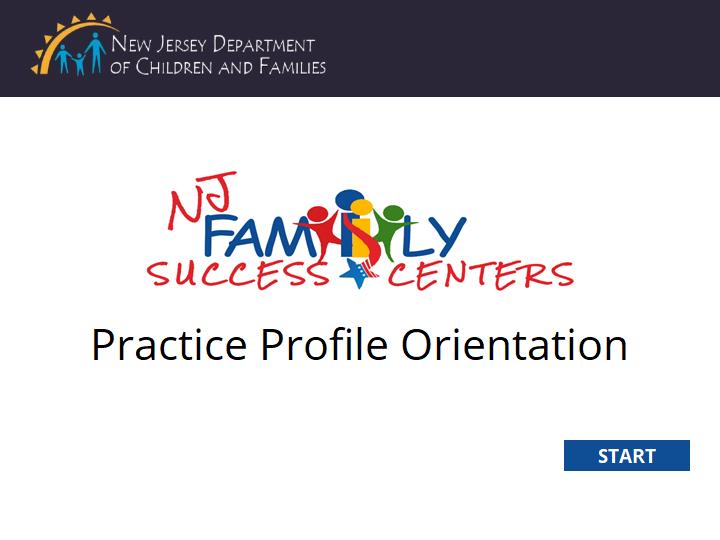 NEW JERSEY DEPARTMENT
OF CHILDREN AND FAMILIES
NJ
FAMiLY
SUCCESS CENTERS
Practice Profile Orientation
START